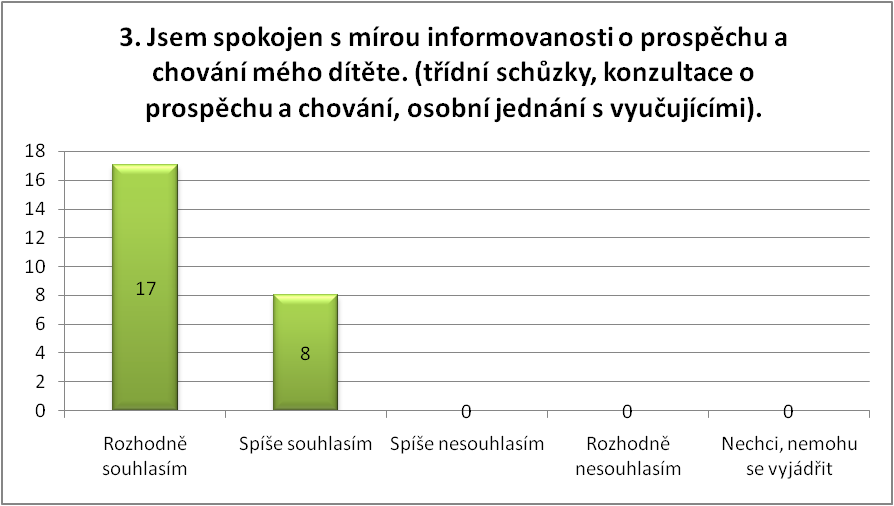 3. Jsem spokojen s mírou informovanosti o prospěchu a
chování mého dítěte. (třídní schůzky, konzultace o
prospěchu a chování, osobní jednání s vyučujícími).
18
16
14
12
10
8
6
4
2
0
17
8
0
0
0
Rozhodně
souhlasím
Spíše souhlasím
Spíše nesouhlasím
Rozhodně
nesouhlasím
Nechci, nemohu
se vyjádřit